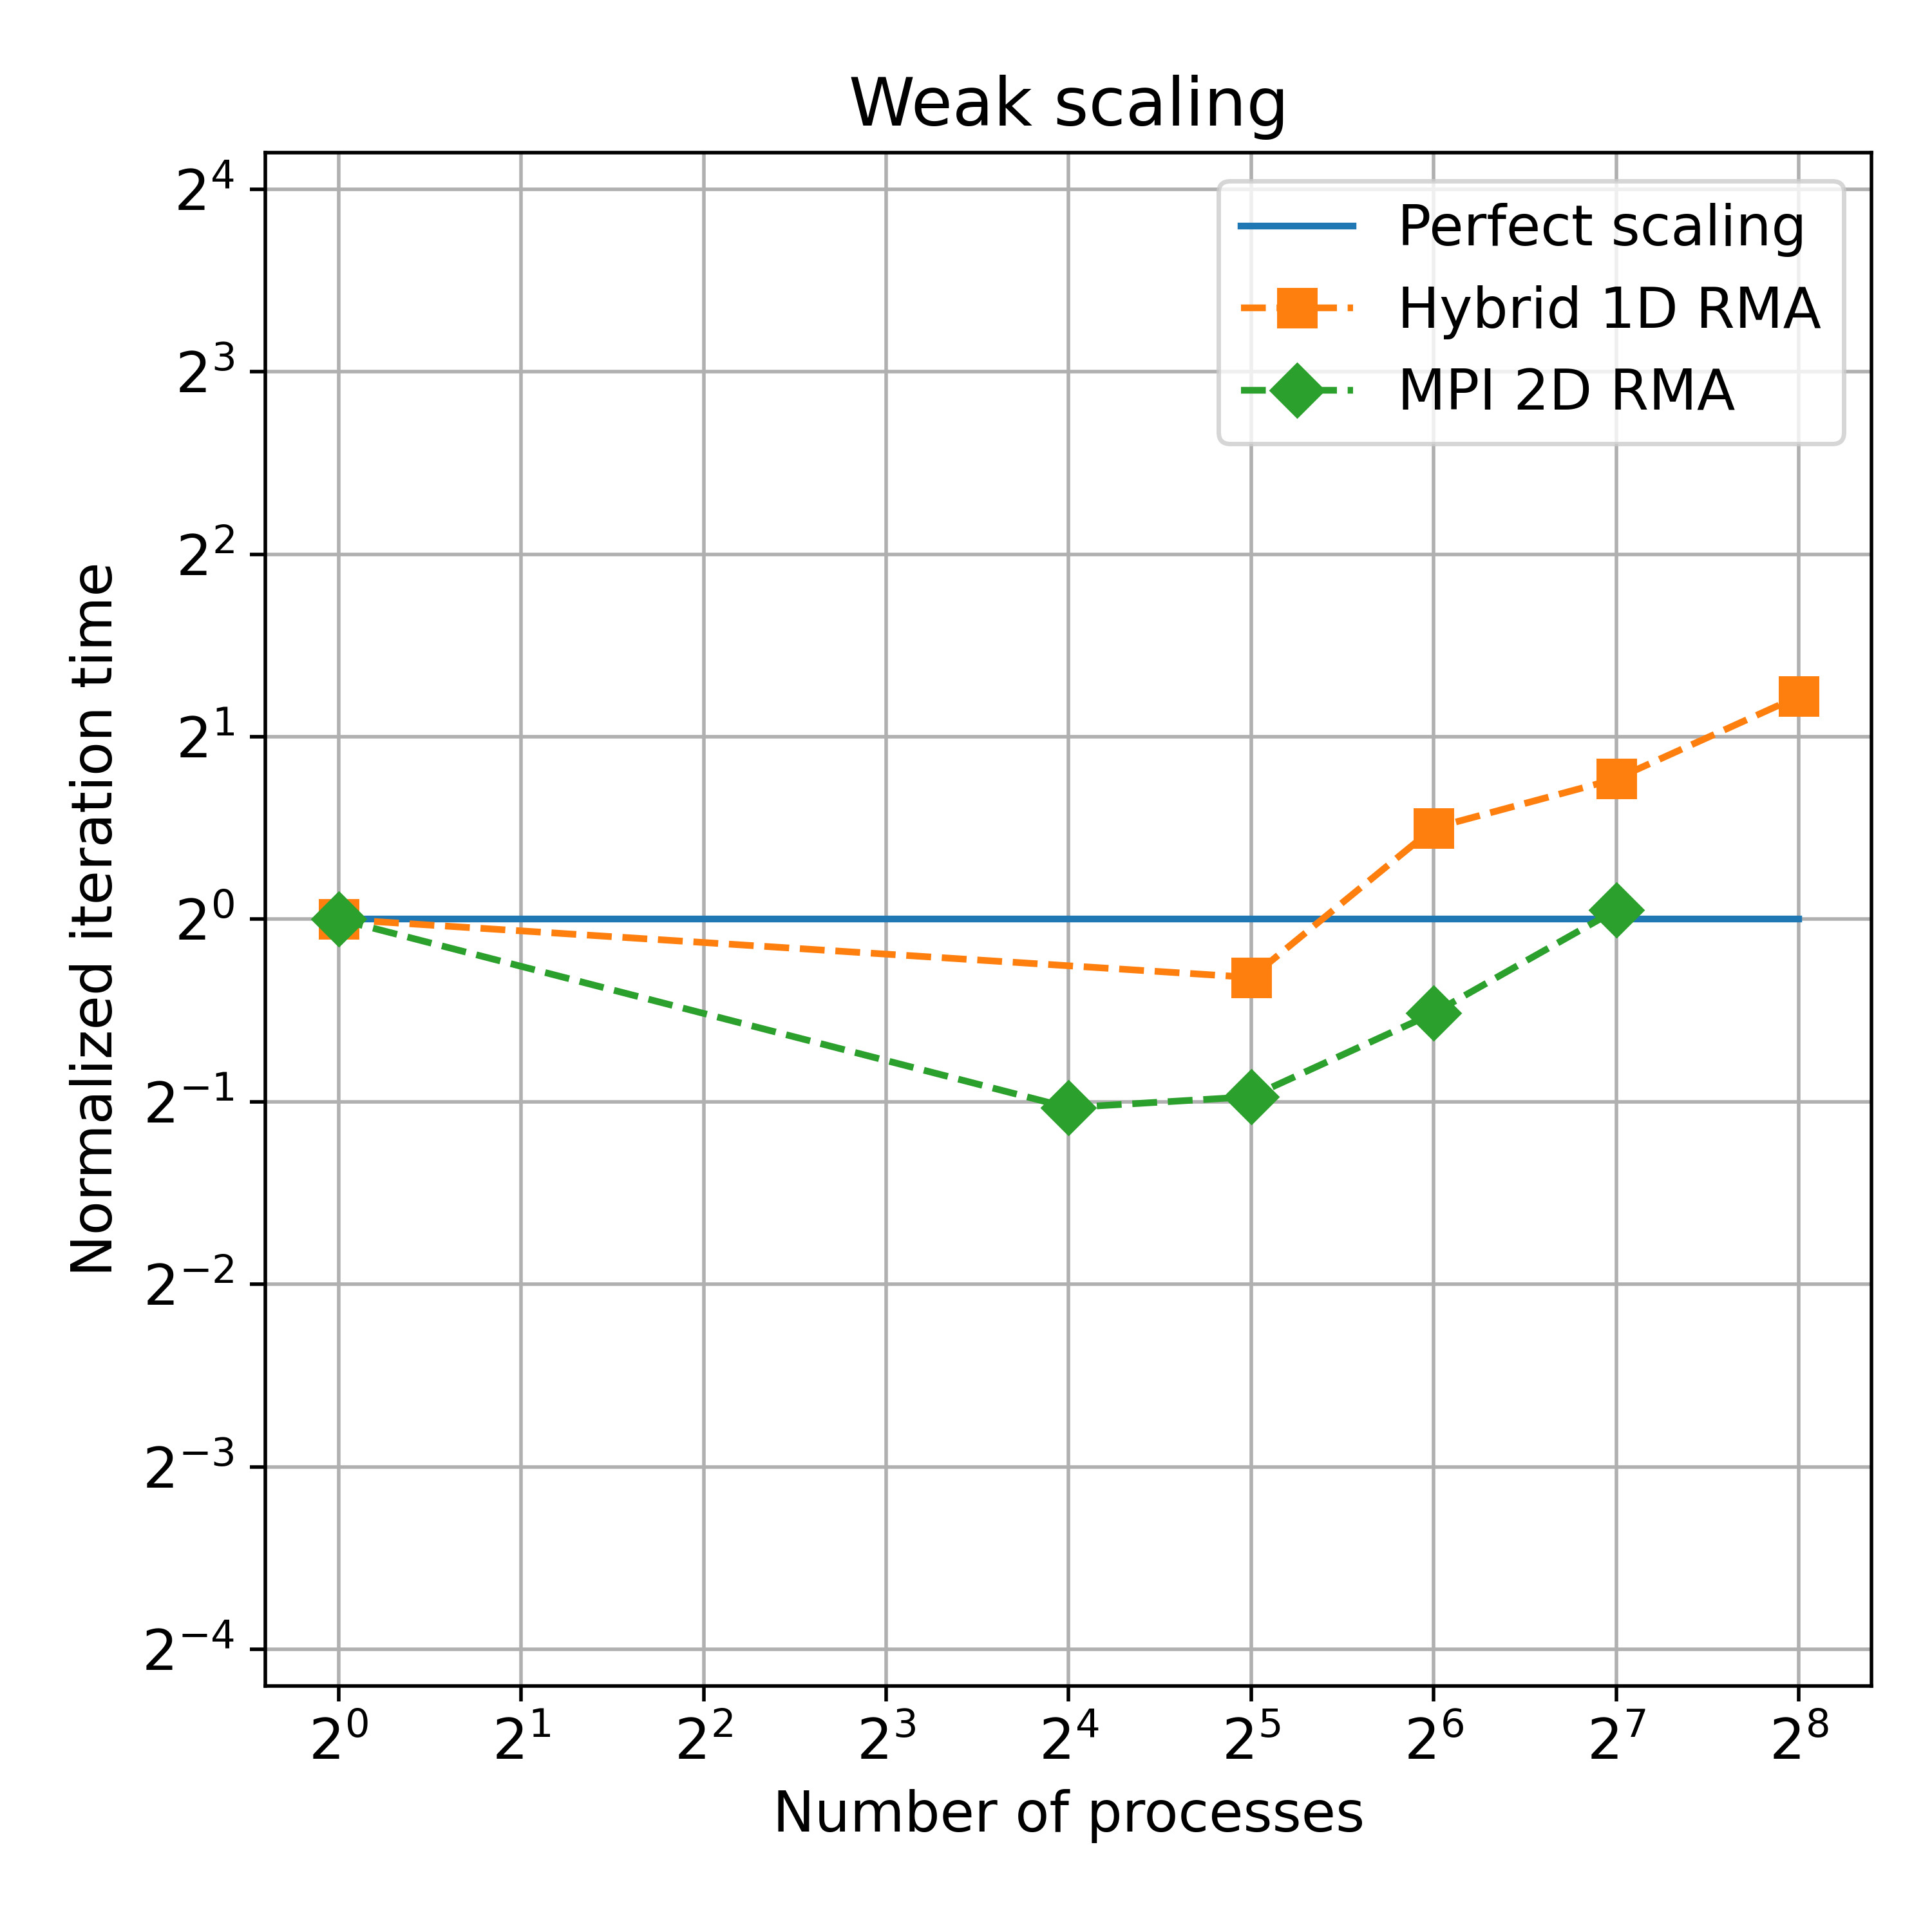 Weak scaling
Perfect scaling
Hybrid 1D RMA
MPI 2D RMA
Normalized iteration time
2⁴
2³
2²
2¹
2⁰
2⁻¹
2⁻²
2⁻³
2⁻⁴
2⁰ 2¹ 2² 2³ 2⁴ 2⁵ 2⁶ 2⁷ 2⁸
Number of processes